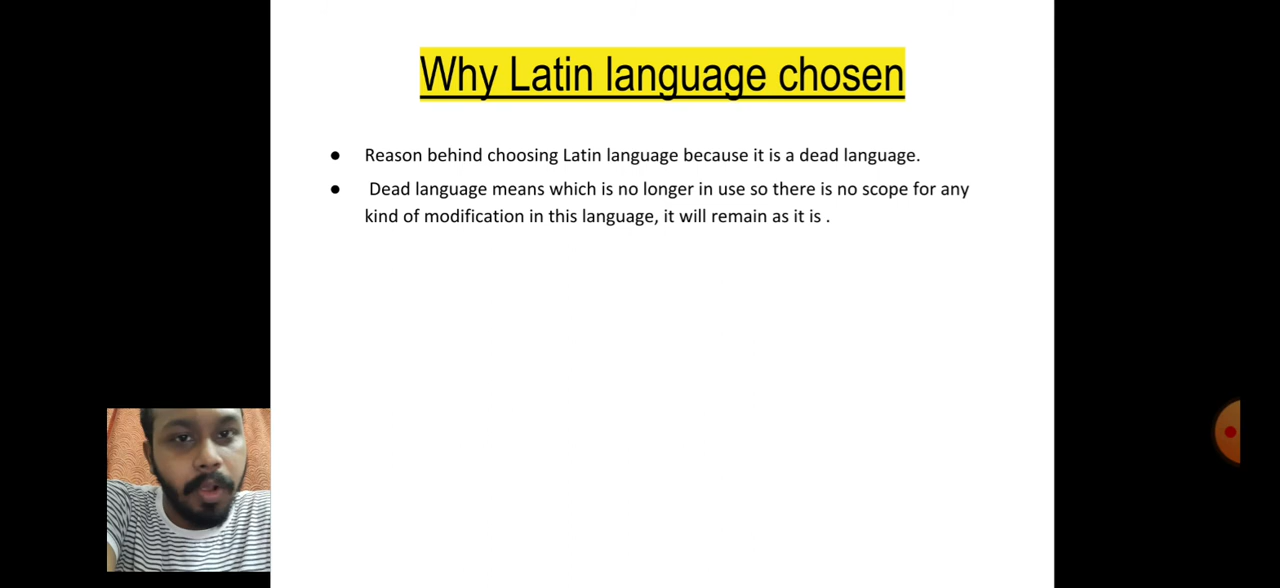 Why Latin language chosen
● Reason behind choosing Latin language because it is a dead language.
● Dead language means which is no longer in use so there is no scope for any
kind of modification in this language, it will remain as it is .